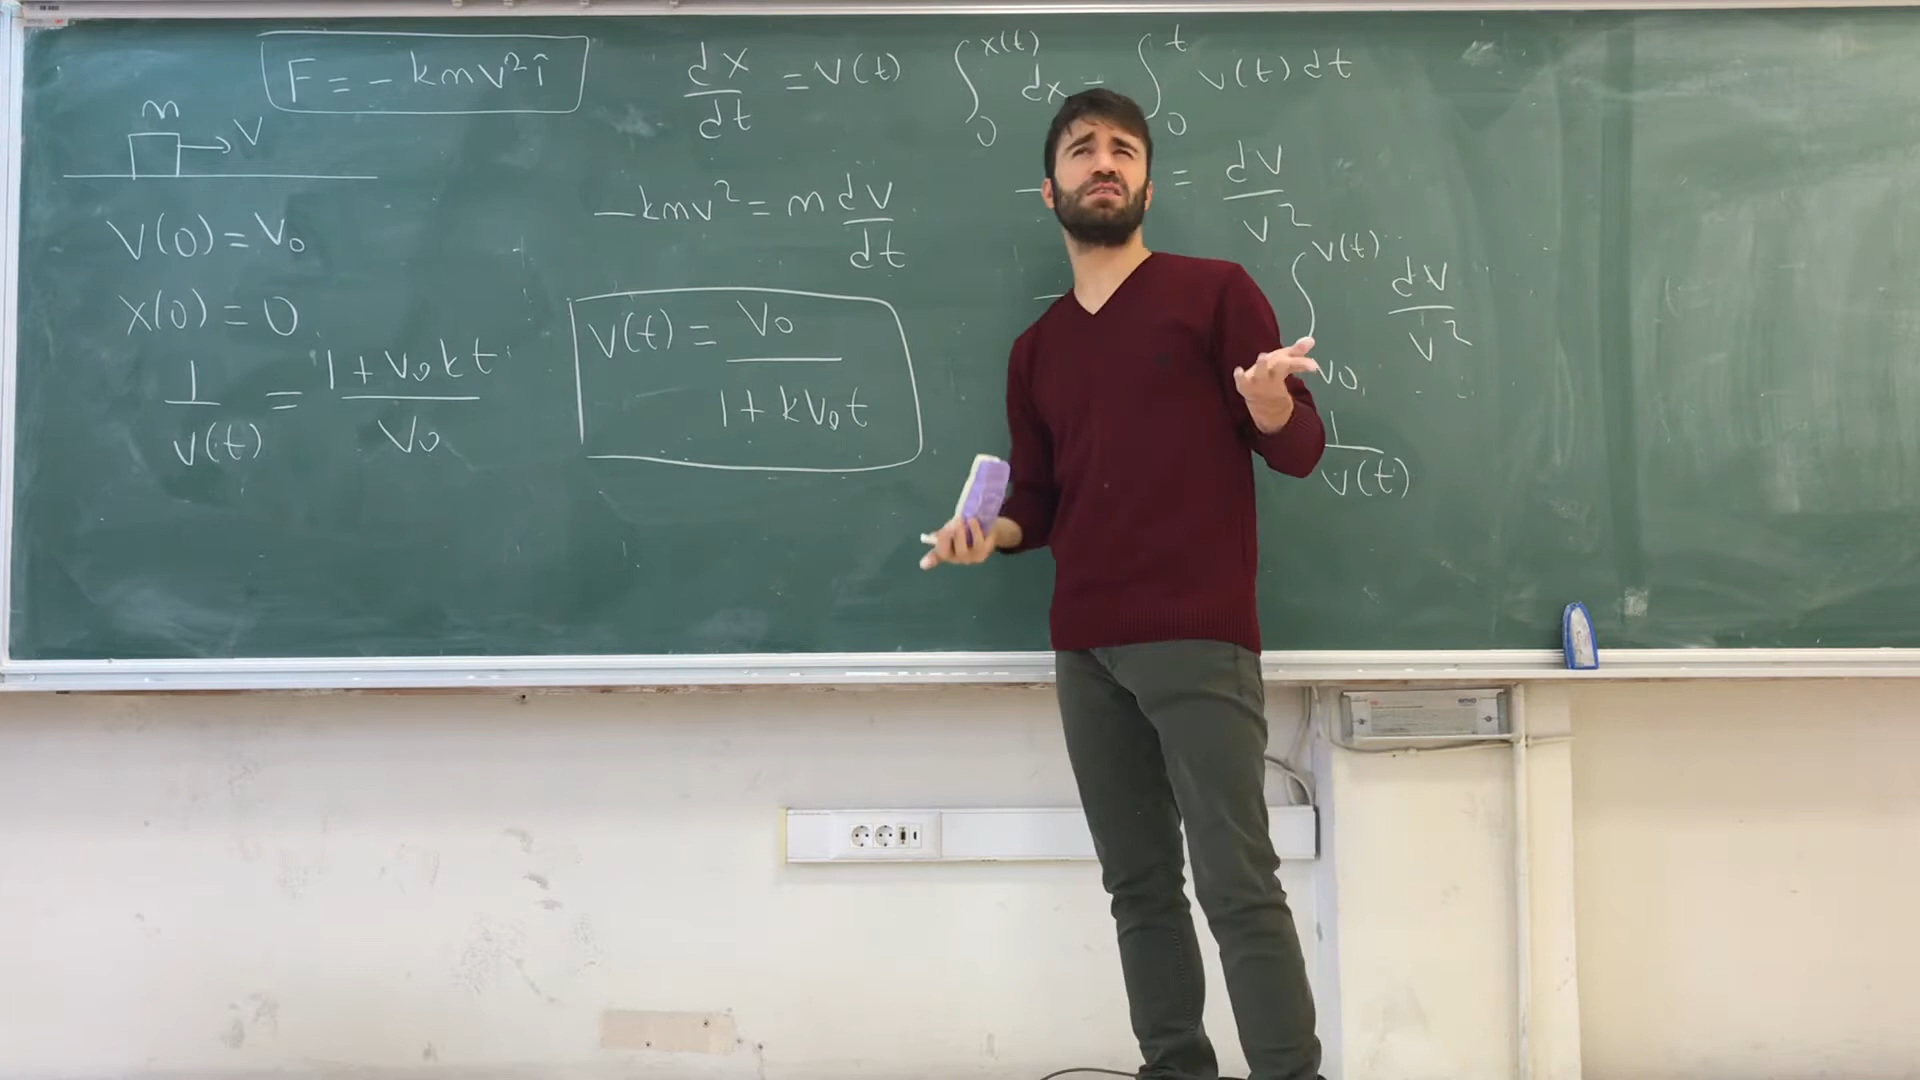 F = -kmv²î
m
V
V(0) = V₀
X(0) = 0
1/V(t) = (1 + V₀kt)/V₀
dx/dt = V(t)
-kmv² = m dV/dt
V(t) = V₀/(1 + kV₀t)
∫₀^x(t) dx = ∫₀^t V(t) dt
- = dV/V²
- ∫_V₀^V(t) dV/V²
1/V(t)